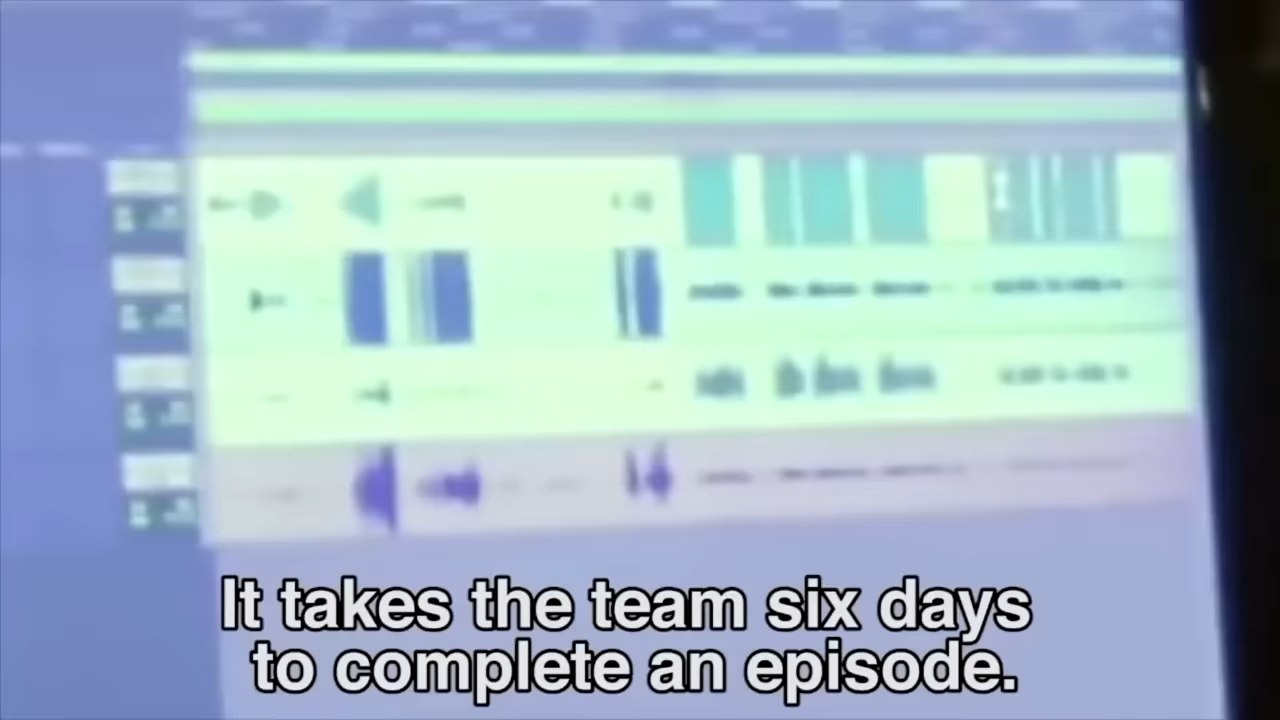 It takes the team six days
to complete an episode.